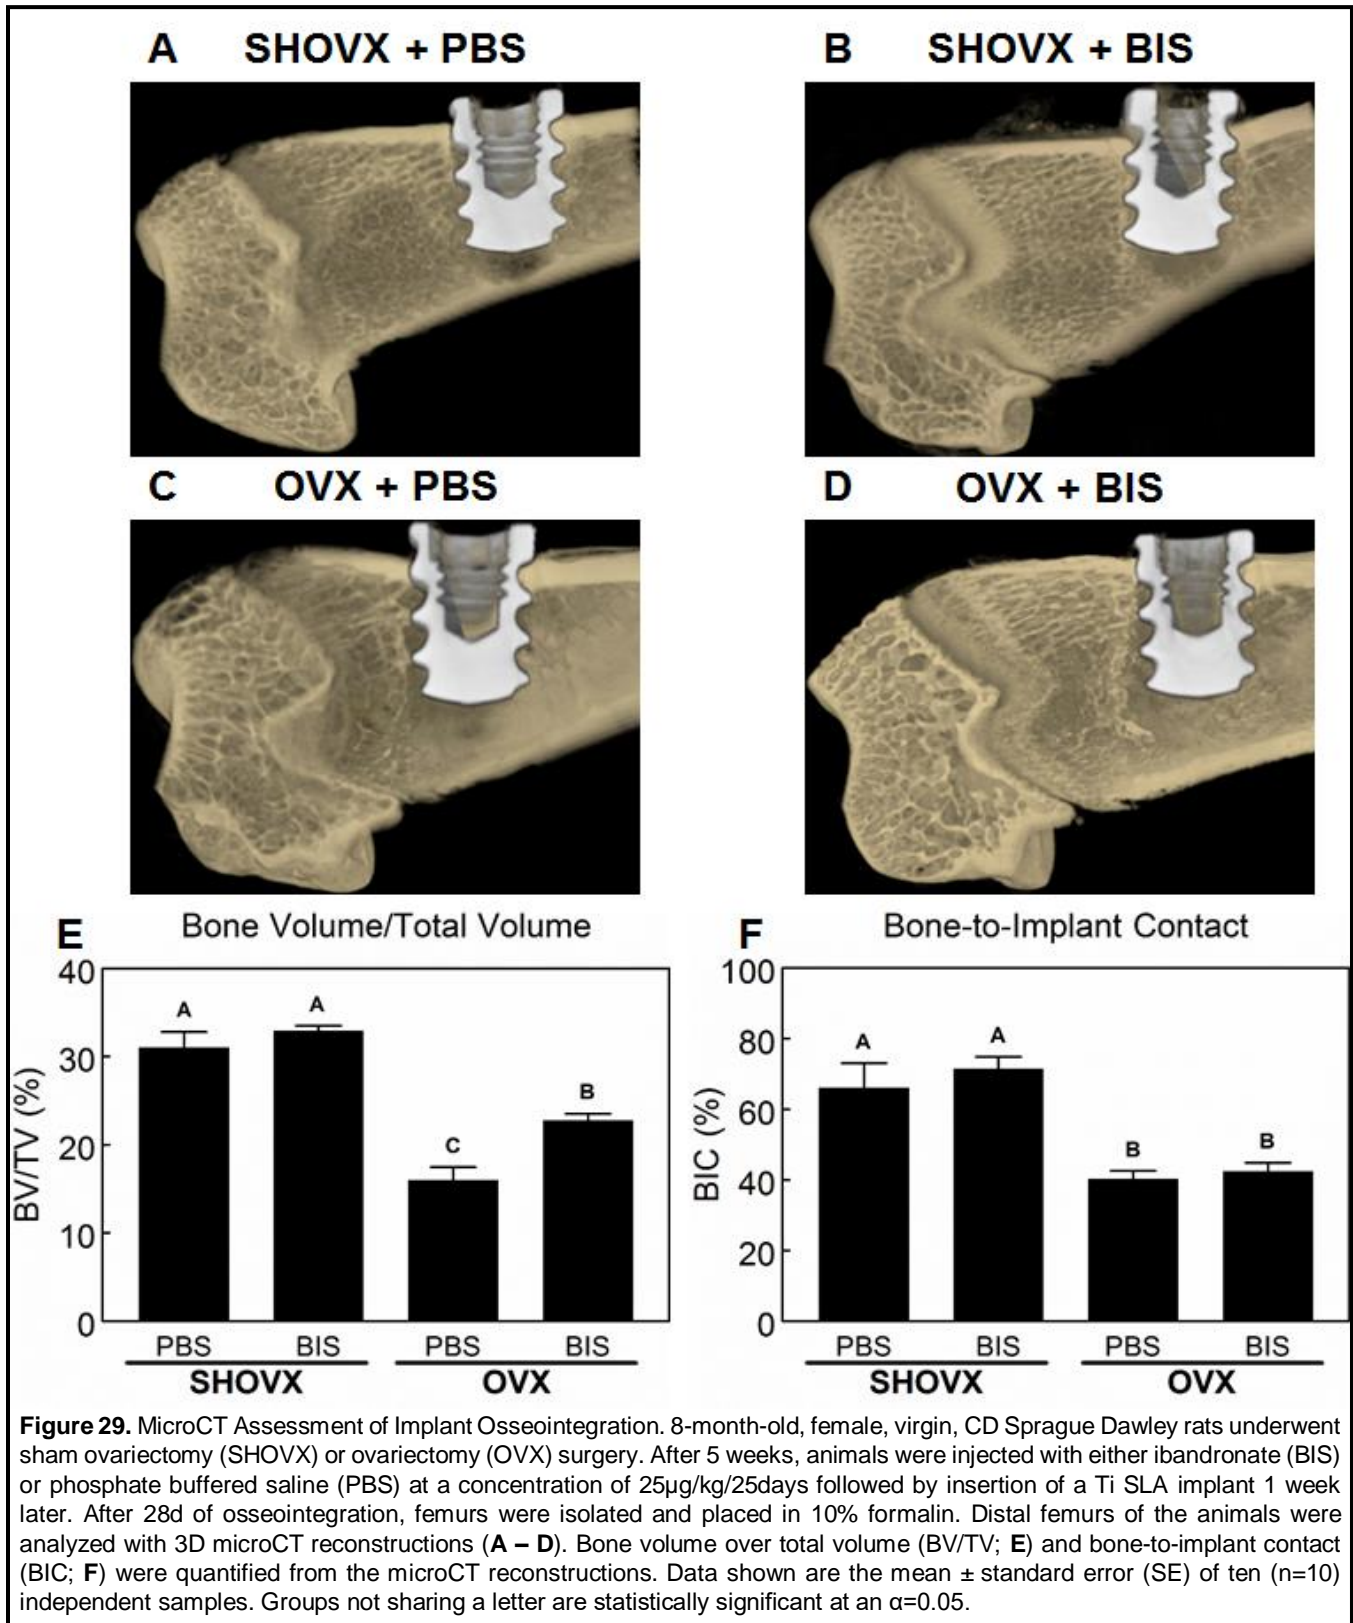 A SHOVX + PBS
B SHOVX + BIS
C OVX + PBS
D OVX + BIS
E Bone Volume/Total Volume
BV/TV (%)
40
30
20
10
0
A
A
C
B
PBS BIS PBS BIS
SHOVX OVX
F Bone-to-Implant Contact
BIC (%)
100
80
60
40
20
0
A
A
B
B
PBS BIS PBS BIS
SHOVX OVX
Figure 29. MicroCT Assessment of Implant Osseointegration. 8-month-old, female, virgin, CD Sprague Dawley rats underwent
sham ovariectomy (SHOVX) or ovariectomy (OVX) surgery. After 5 weeks, animals were injected with either ibandronate (BIS)
or phosphate buffered saline (PBS) at a concentration of 25µg/kg/25days followed by insertion of a Ti SLA implant 1 week
later. After 28d of osseointegration, femurs were isolated and placed in 10% formalin. Distal femurs of the animals were
analyzed with 3D microCT reconstructions (A – D). Bone volume over total volume (BV/TV; E) and bone-to-implant contact
(BIC; F) were quantified from the microCT reconstructions. Data shown are the mean ± standard error (SE) of ten (n=10)
independent samples. Groups not sharing a letter are statistically significant at an α=0.05.